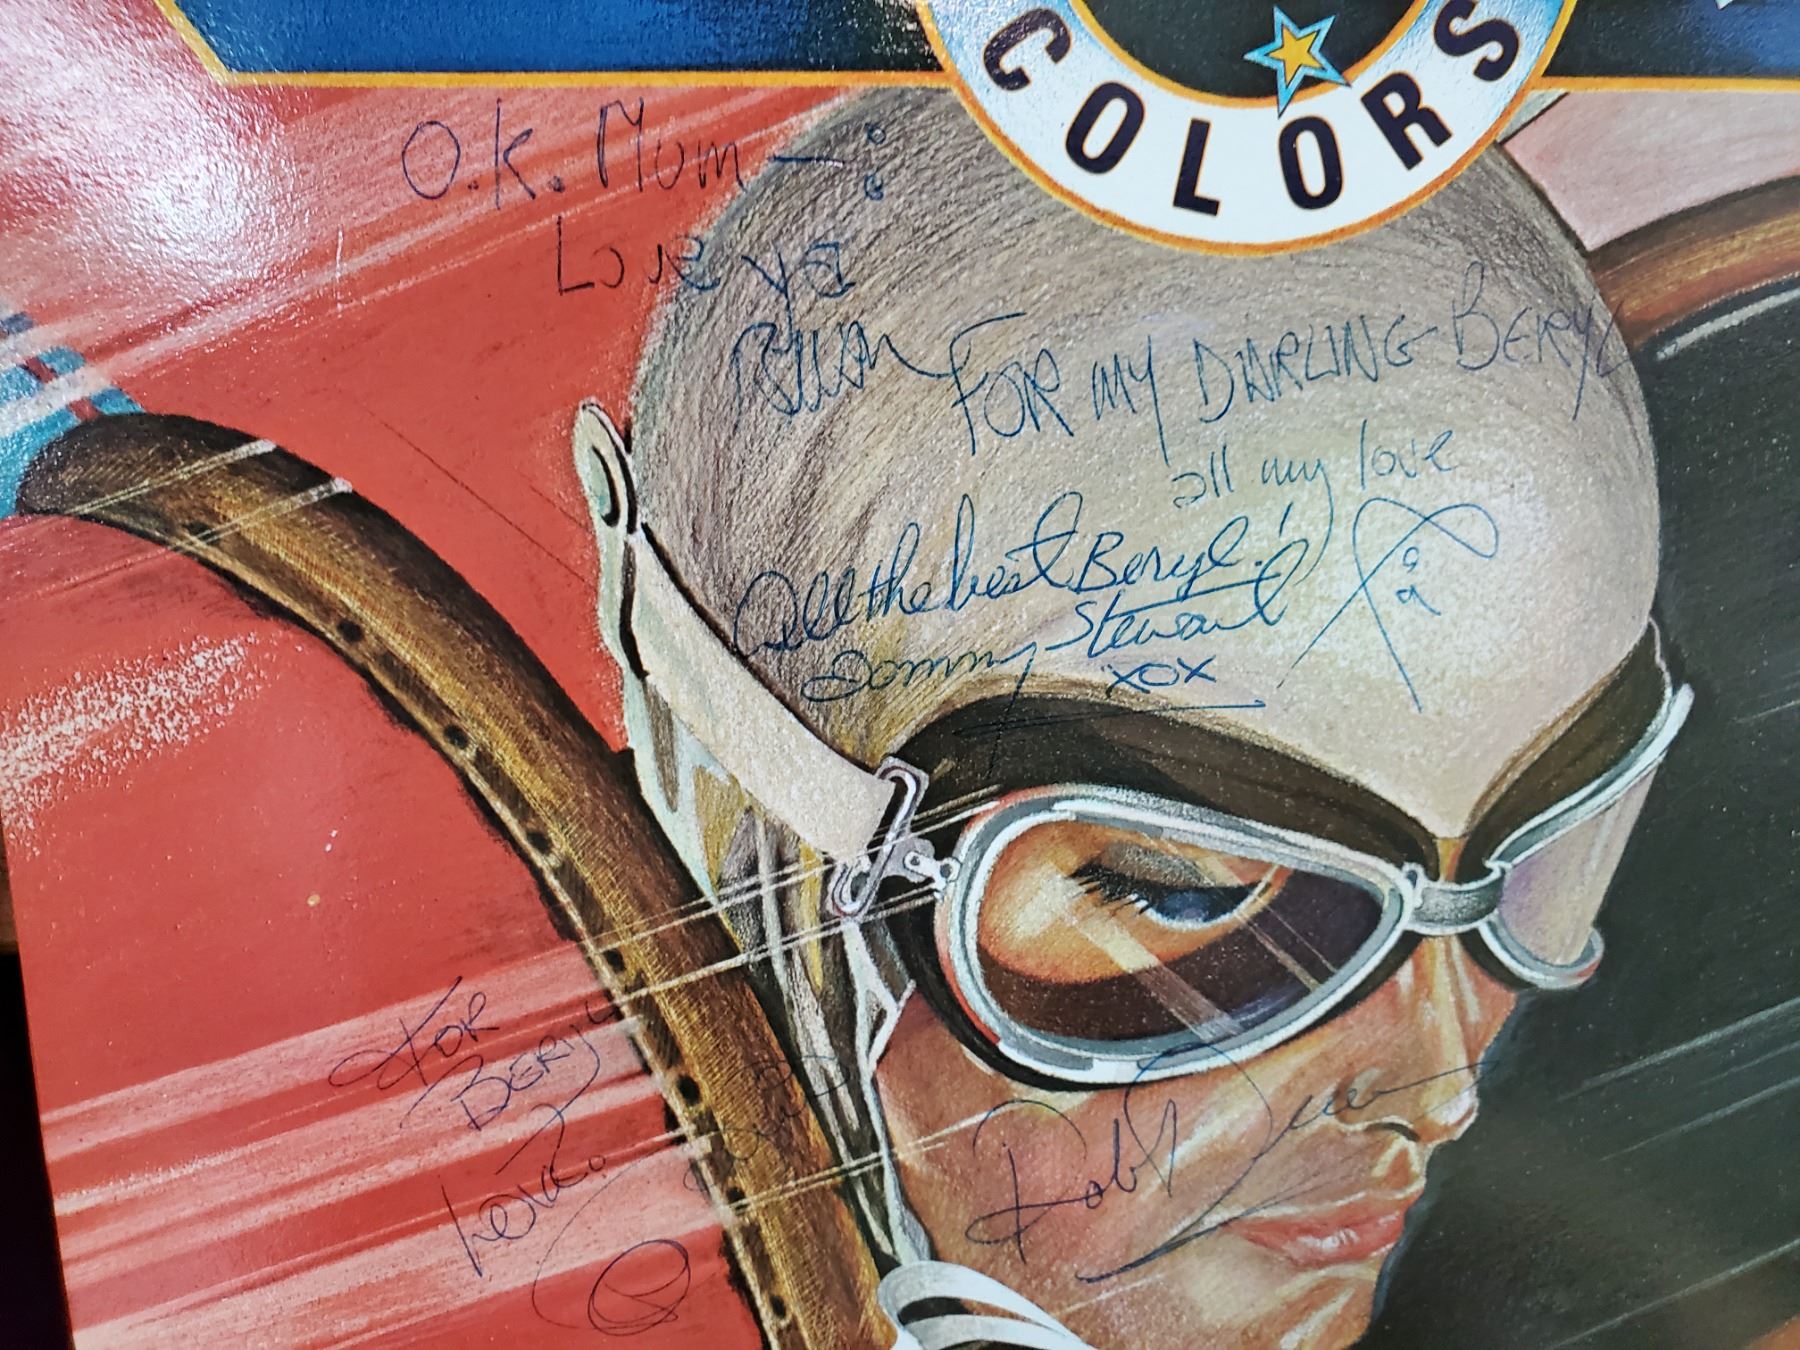 COLORS
O.K. Mum — :
Love ya
FOR MY DARLING BERYL
all my love
All the best Beryl.!
Tommy Stewart
xox
FOR
BERYL
Love